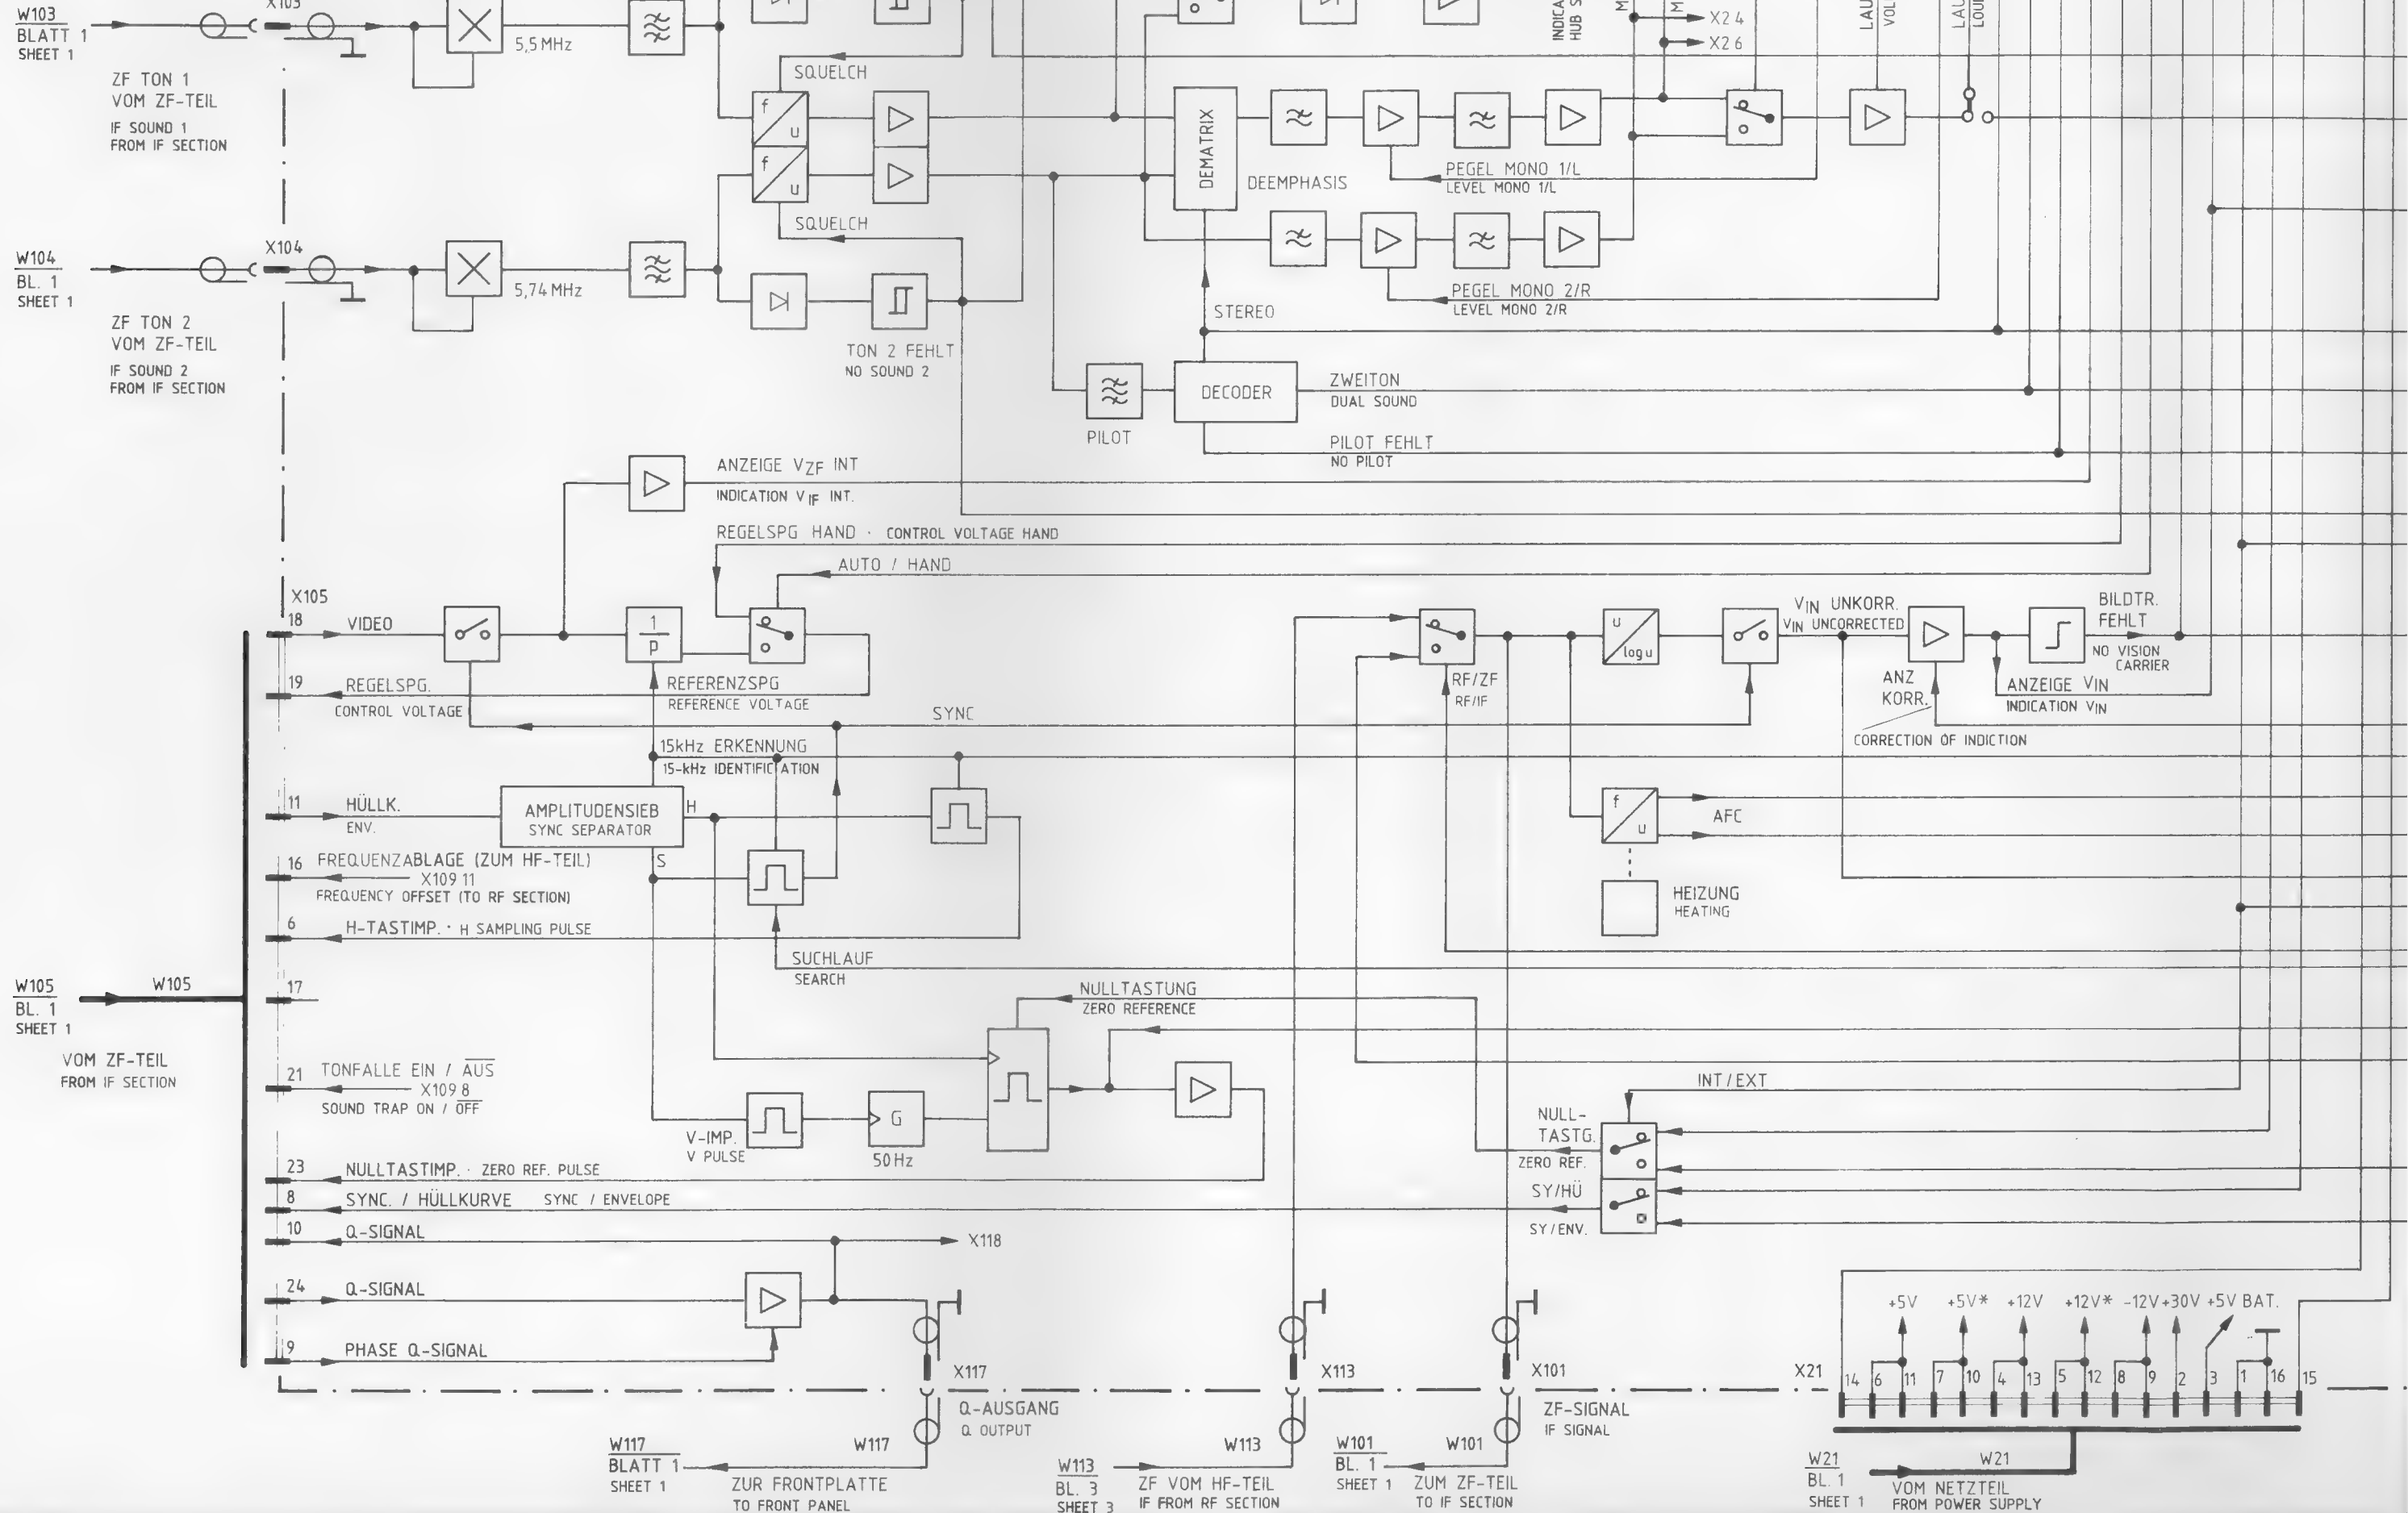 W103
BLATT 1
SHEET 1
X103
5,5 MHz
ZF TON 1
VOM ZF-TEIL
IF SOUND 1
FROM IF SECTION
SQUELCH
f
u
f
u
SQUELCH
DEMATRIX
DEEMPHASIS
PEGEL MONO 1/L
LEVEL MONO 1/L
PEGEL MONO 2/R
LEVEL MONO 2/R
HUB S
X24
X26
W104
BL. 1
SHEET 1
X104
5,74 MHz
ZF TON 2
VOM ZF-TEIL
IF SOUND 2
FROM IF SECTION
TON 2 FEHLT
NO SOUND 2
STEREO
PILOT
DECODER
ZWEITON
DUAL SOUND
PILOT FEHLT
NO PILOT
ANZEIGE VZF INT
INDICATION VIF INT.
REGELSPG HAND · CONTROL VOLTAGE HAND
AUTO / HAND
X105
18
VIDEO
1
p
19
REGELSPG.
CONTROL VOLTAGE
REFERENZSPG
REFERENCE VOLTAGE
SYNC
15kHz ERKENNUNG
15-kHz IDENTIFICATION
RF/ZF
RF/IF
u
log u
VIN UNKORR.
VIN UNCORRECTED
ANZ
KORR.
CORRECTION OF INDICTION
BILDTR.
FEHLT
NO VISION
CARRIER
ANZEIGE VIN
INDICATION VIN
11
HÜLLK.
ENV.
AMPLITUDENSIEB
SYNC SEPARATOR
H
S
f
u
AFC
HEIZUNG
HEATING
16
FREQUENZABLAGE (ZUM HF-TEIL)
X109 11
FREQUENCY OFFSET (TO RF SECTION)
6
H-TASTIMP. · H SAMPLING PULSE
SUCHLAUF
SEARCH
W105
BL. 1
SHEET 1
W105
17
VOM ZF-TEIL
FROM IF SECTION
NULLTASTUNG
ZERO REFERENCE
21
TONFALLE EIN / A̅U̅S̅
X109 8
SOUND TRAP ON / O̅F̅F̅
V-IMP.
V PULSE
G
50Hz
INT/EXT
NULL-
TASTG.
ZERO REF.
SY/HÜ
SY/ENV.
23
NULLTASTIMP. · ZERO REF. PULSE
8
SYNC. / HÜLLKURVE SYNC / ENVELOPE
10
Q-SIGNAL
X118
24
Q-SIGNAL
9
PHASE Q-SIGNAL
X117
Q-AUSGANG
Q OUTPUT
W117
BLATT 1
SHEET 1
W117
ZUR FRONTPLATTE
TO FRONT PANEL
X113
W113
W113
BL. 3
SHEET 3
ZF VOM HF-TEIL
IF FROM RF SECTION
X101
ZF-SIGNAL
IF SIGNAL
W101
BL. 1
SHEET 1
W101
ZUM ZF-TEIL
TO IF SECTION
+5V +5V* +12V +12V* -12V +30V +5V BAT.
X21
14 6 11 7 10 4 13 5 12 8 9 2 3 1 16 15
W21
BL. 1
SHEET 1
W21
VOM NETZTEIL
FROM POWER SUPPLY